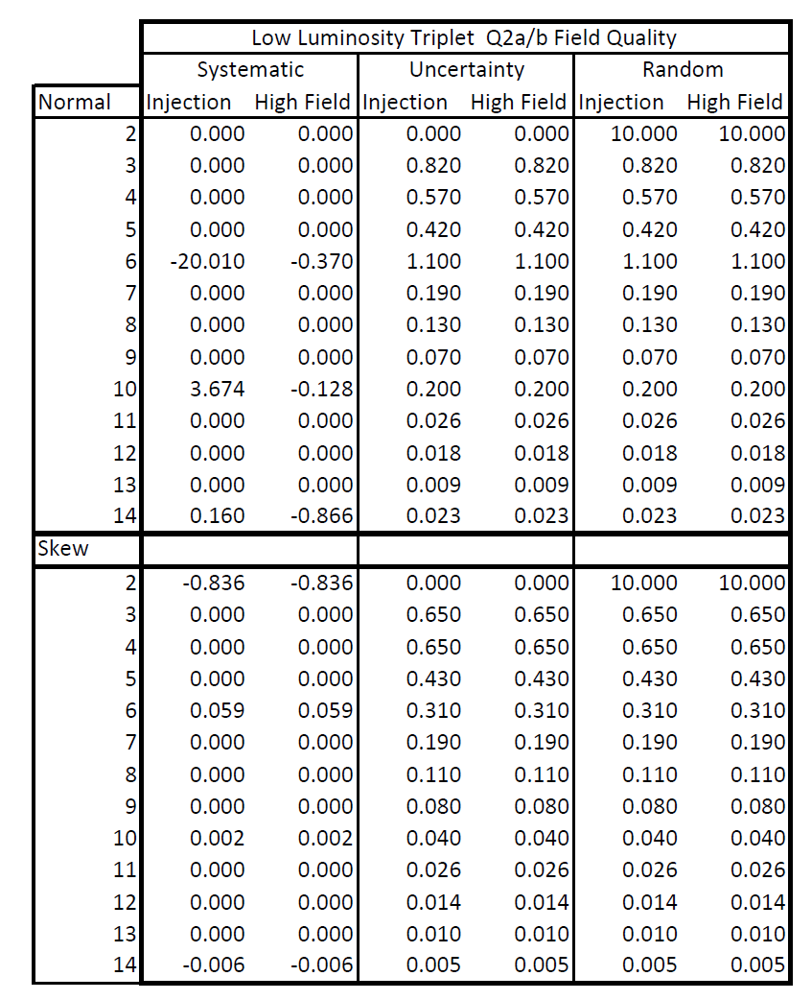 Low Luminosity Triplet Q2a/b Field Quality
Systematic Uncertainty Random
Normal Injection High Field Injection High Field Injection High Field
2 0.000 0.000 0.000 0.000 10.000 10.000
3 0.000 0.000 0.820 0.820 0.820 0.820
4 0.000 0.000 0.570 0.570 0.570 0.570
5 0.000 0.000 0.420 0.420 0.420 0.420
6 -20.010 -0.370 1.100 1.100 1.100 1.100
7 0.000 0.000 0.190 0.190 0.190 0.190
8 0.000 0.000 0.130 0.130 0.130 0.130
9 0.000 0.000 0.070 0.070 0.070 0.070
10 3.674 -0.128 0.200 0.200 0.200 0.200
11 0.000 0.000 0.026 0.026 0.026 0.026
12 0.000 0.000 0.018 0.018 0.018 0.018
13 0.000 0.000 0.009 0.009 0.009 0.009
14 0.160 -0.866 0.023 0.023 0.023 0.023
Skew
2 -0.836 -0.836 0.000 0.000 10.000 10.000
3 0.000 0.000 0.650 0.650 0.650 0.650
4 0.000 0.000 0.650 0.650 0.650 0.650
5 0.000 0.000 0.430 0.430 0.430 0.430
6 0.059 0.059 0.310 0.310 0.310 0.310
7 0.000 0.000 0.190 0.190 0.190 0.190
8 0.000 0.000 0.110 0.110 0.110 0.110
9 0.000 0.000 0.080 0.080 0.080 0.080
10 0.002 0.002 0.040 0.040 0.040 0.040
11 0.000 0.000 0.026 0.026 0.026 0.026
12 0.000 0.000 0.014 0.014 0.014 0.014
13 0.000 0.000 0.010 0.010 0.010 0.010
14 -0.006 -0.006 0.005 0.005 0.005 0.005